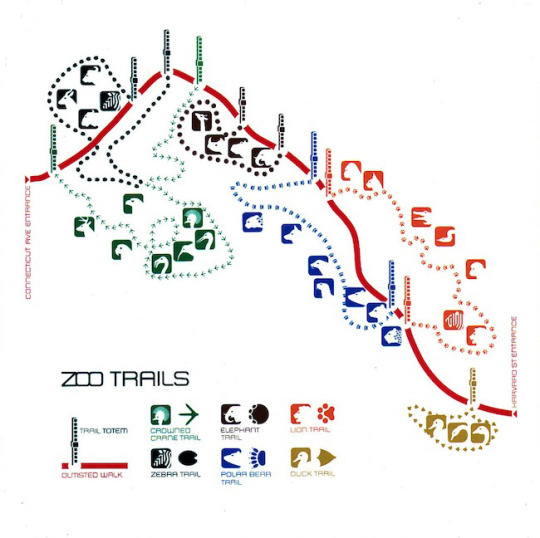 CONNECTICUT AVE ENTRANCE
HARVARD ST ENTRANCE
ZOO TRAILS
TRAIL TOTEM
OLMSTED WALK
CROWNED
CRANE TRAIL
ELEPHANT
TRAIL
LION TRAIL
ZEBRA TRAIL
POLAR BEAR
TRAIL
DUCK TRAIL